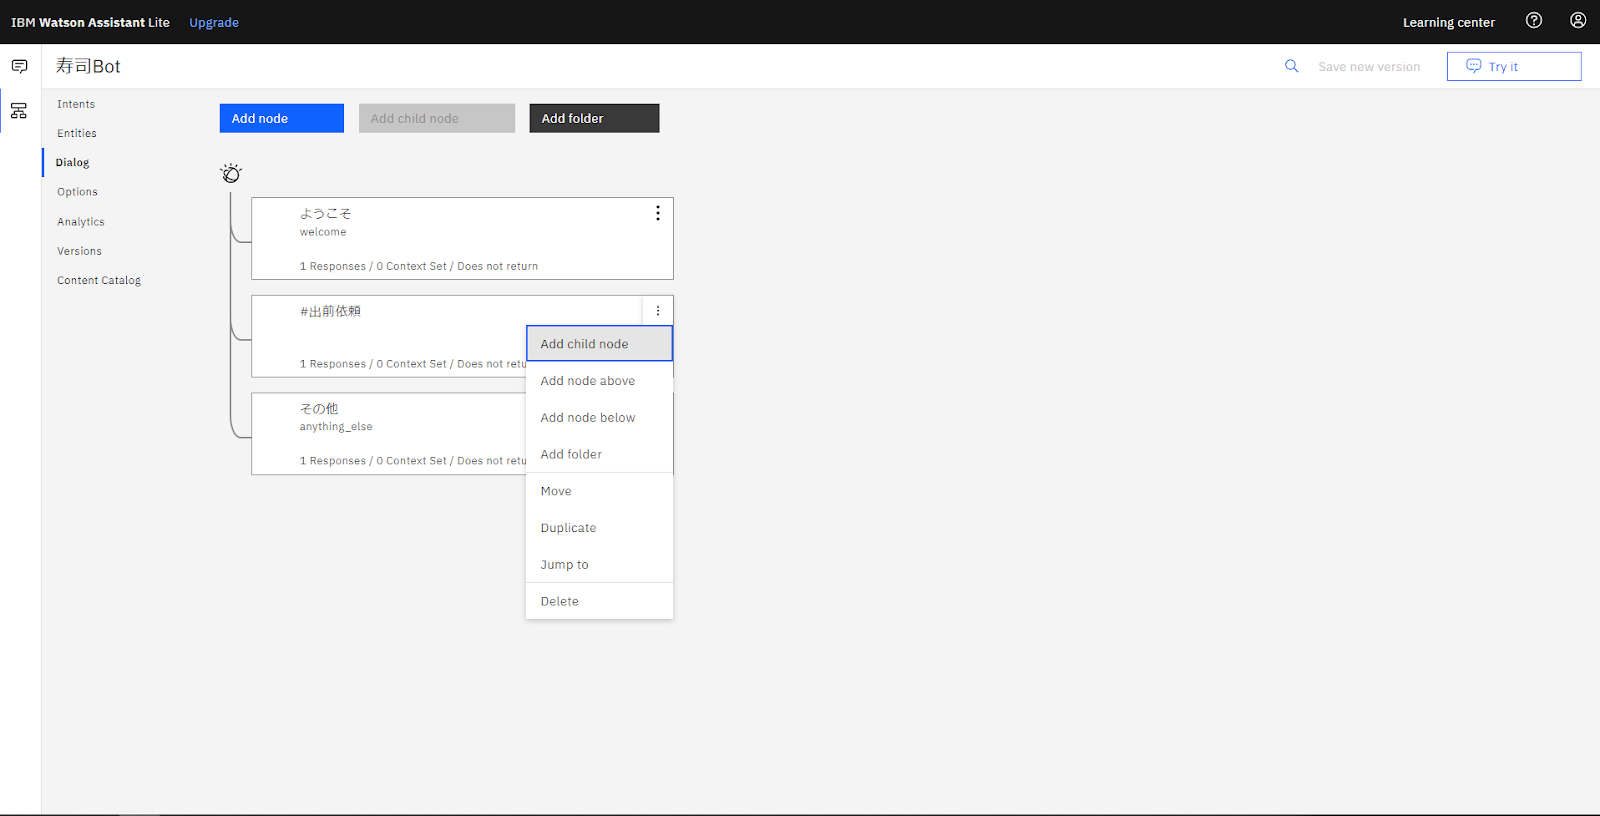 IBM Watson Assistant Lite Upgrade Learning center
寿司Bot Save new version Try it
Intents
Entities
Dialog
Options
Analytics
Versions
Content Catalog
Add node Add child node Add folder
ようこそ
welcome
1 Responses / 0 Context Set / Does not return
#出前依頼
1 Responses / 0 Context Set / Does not retu
その他
anything_else
1 Responses / 0 Context Set / Does not retu
Add child node
Add node above
Add node below
Add folder
Move
Duplicate
Jump to
Delete